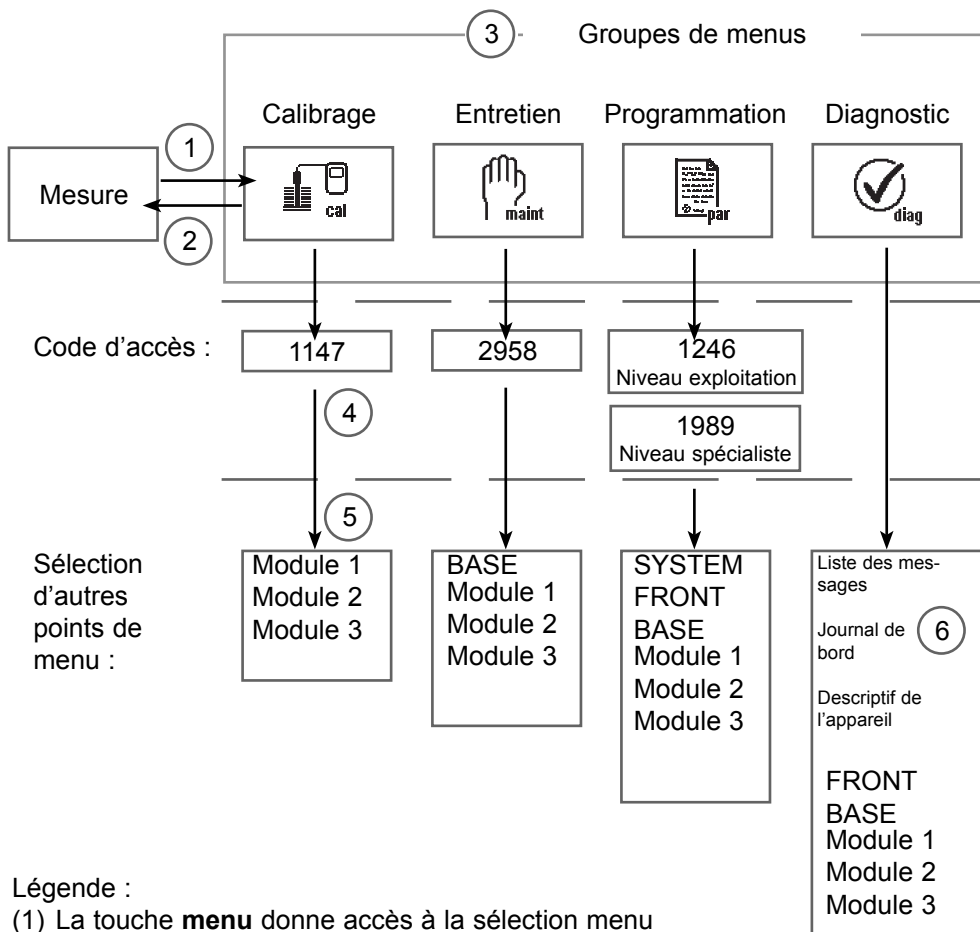 3
Groupes de menus
Calibrage
Entretien
Programmation
Diagnostic
Mesure
1
2
cal
maint
par
diag
Code d'accès :
1147
2958
1246
Niveau exploitation
1989
Niveau spécialiste
4
5
Sélection
d'autres
points de
menu :
Module 1
Module 2
Module 3
BASE
Module 1
Module 2
Module 3
SYSTEM
FRONT
BASE
Module 1
Module 2
Module 3
Liste des mes-
sages
Journal de
bord
6
Descriptif de
l'appareil
FRONT
BASE
Module 1
Module 2
Module 3
Légende :
(1) La touche menu donne accès à la sélection menu